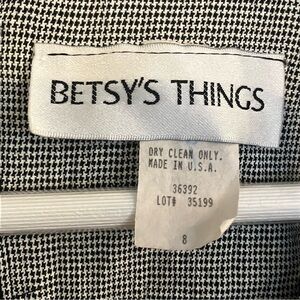 BETSY'S THINGS
DRY CLEAN ONLY.
MADE IN U.S.A.
36392
LOT# 35199
8